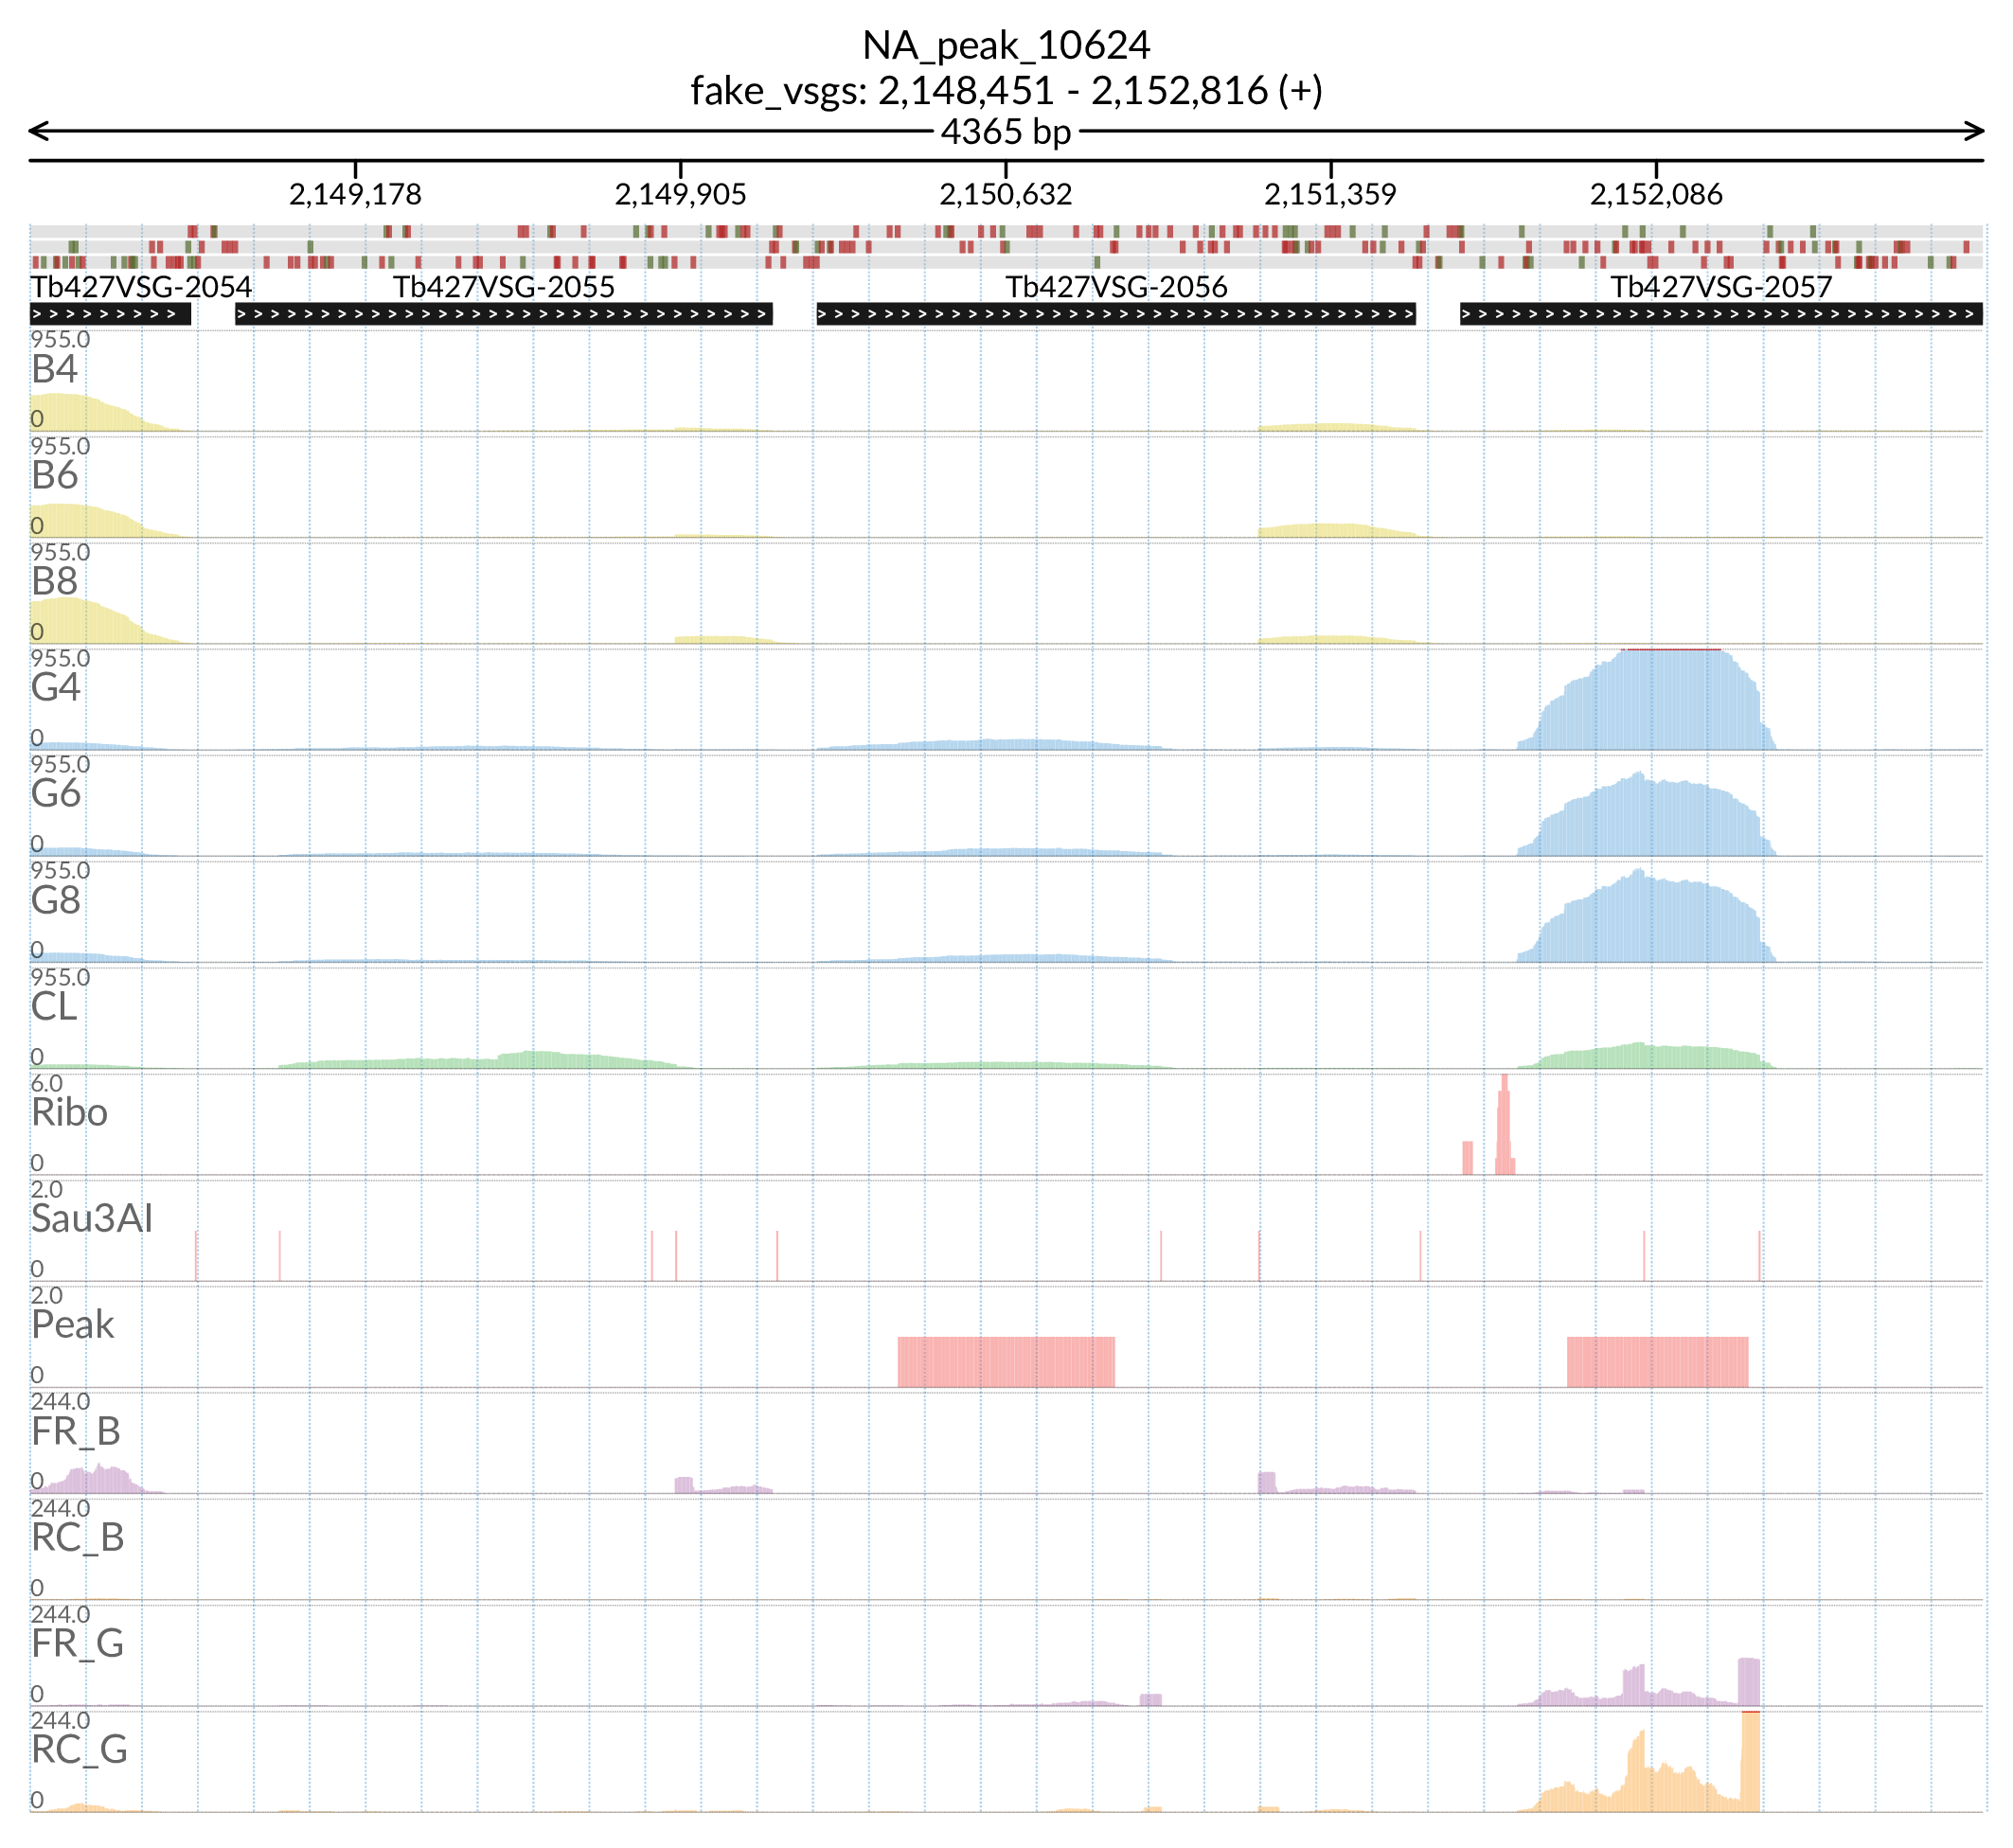 NA_peak_10624
fake_vsgs: 2,148,451 - 2,152,816 (+)
4365 bp
2,149,178 2,149,905 2,150,632 2,151,359 2,152,086
Tb427VSG-2054 Tb427VSG-2055 Tb427VSG-2056 Tb427VSG-2057
955.0
B4
0
955.0
B6
0
955.0
B8
0
955.0
G4
0
955.0
G6
0
955.0
G8
0
955.0
CL
0
6.0
Ribo
0
2.0
Sau3AI
0
2.0
Peak
0
244.0
FR_B
0
244.0
RC_B
0
244.0
FR_G
0
244.0
RC_G
0